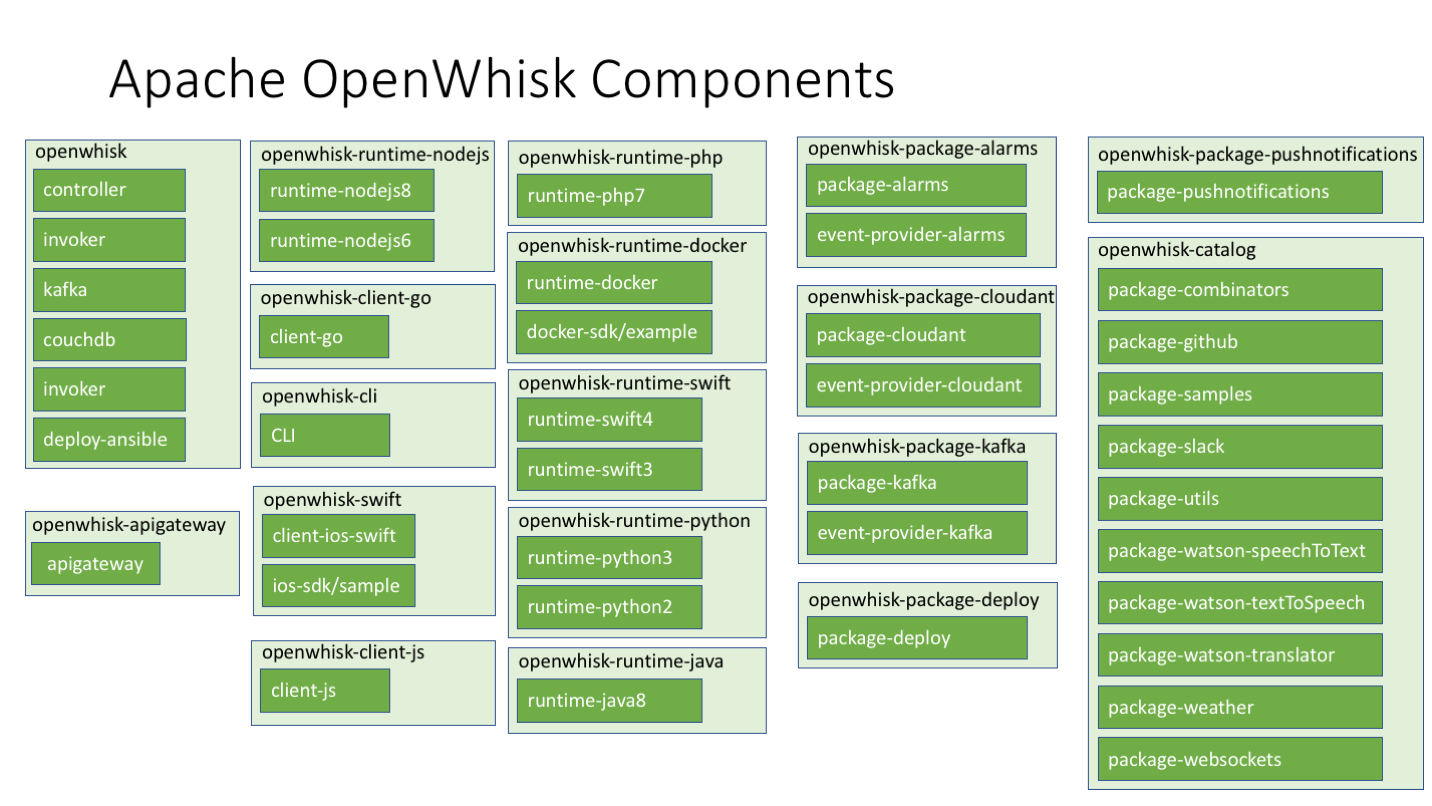 Apache OpenWhisk Components
openwhisk
controller
invoker
kafka
couchdb
invoker
deploy-ansible
openwhisk-apigateway
apigateway
openwhisk-runtime-nodejs
runtime-nodejs8
runtime-nodejs6
openwhisk-client-go
client-go
openwhisk-cli
CLI
openwhisk-swift
client-ios-swift
ios-sdk/sample
openwhisk-client-js
client-js
openwhisk-runtime-php
runtime-php7
openwhisk-runtime-docker
runtime-docker
docker-sdk/example
openwhisk-runtime-swift
runtime-swift4
runtime-swift3
openwhisk-runtime-python
runtime-python3
runtime-python2
openwhisk-runtime-java
runtime-java8
openwhisk-package-alarms
package-alarms
event-provider-alarms
openwhisk-package-cloudant
package-cloudant
event-provider-cloudant
openwhisk-package-kafka
package-kafka
event-provider-kafka
openwhisk-package-deploy
package-deploy
openwhisk-package-pushnotifications
package-pushnotifications
openwhisk-catalog
package-combinators
package-github
package-samples
package-slack
package-utils
package-watson-speechToText
package-watson-textToSpeech
package-watson-translator
package-weather
package-websockets